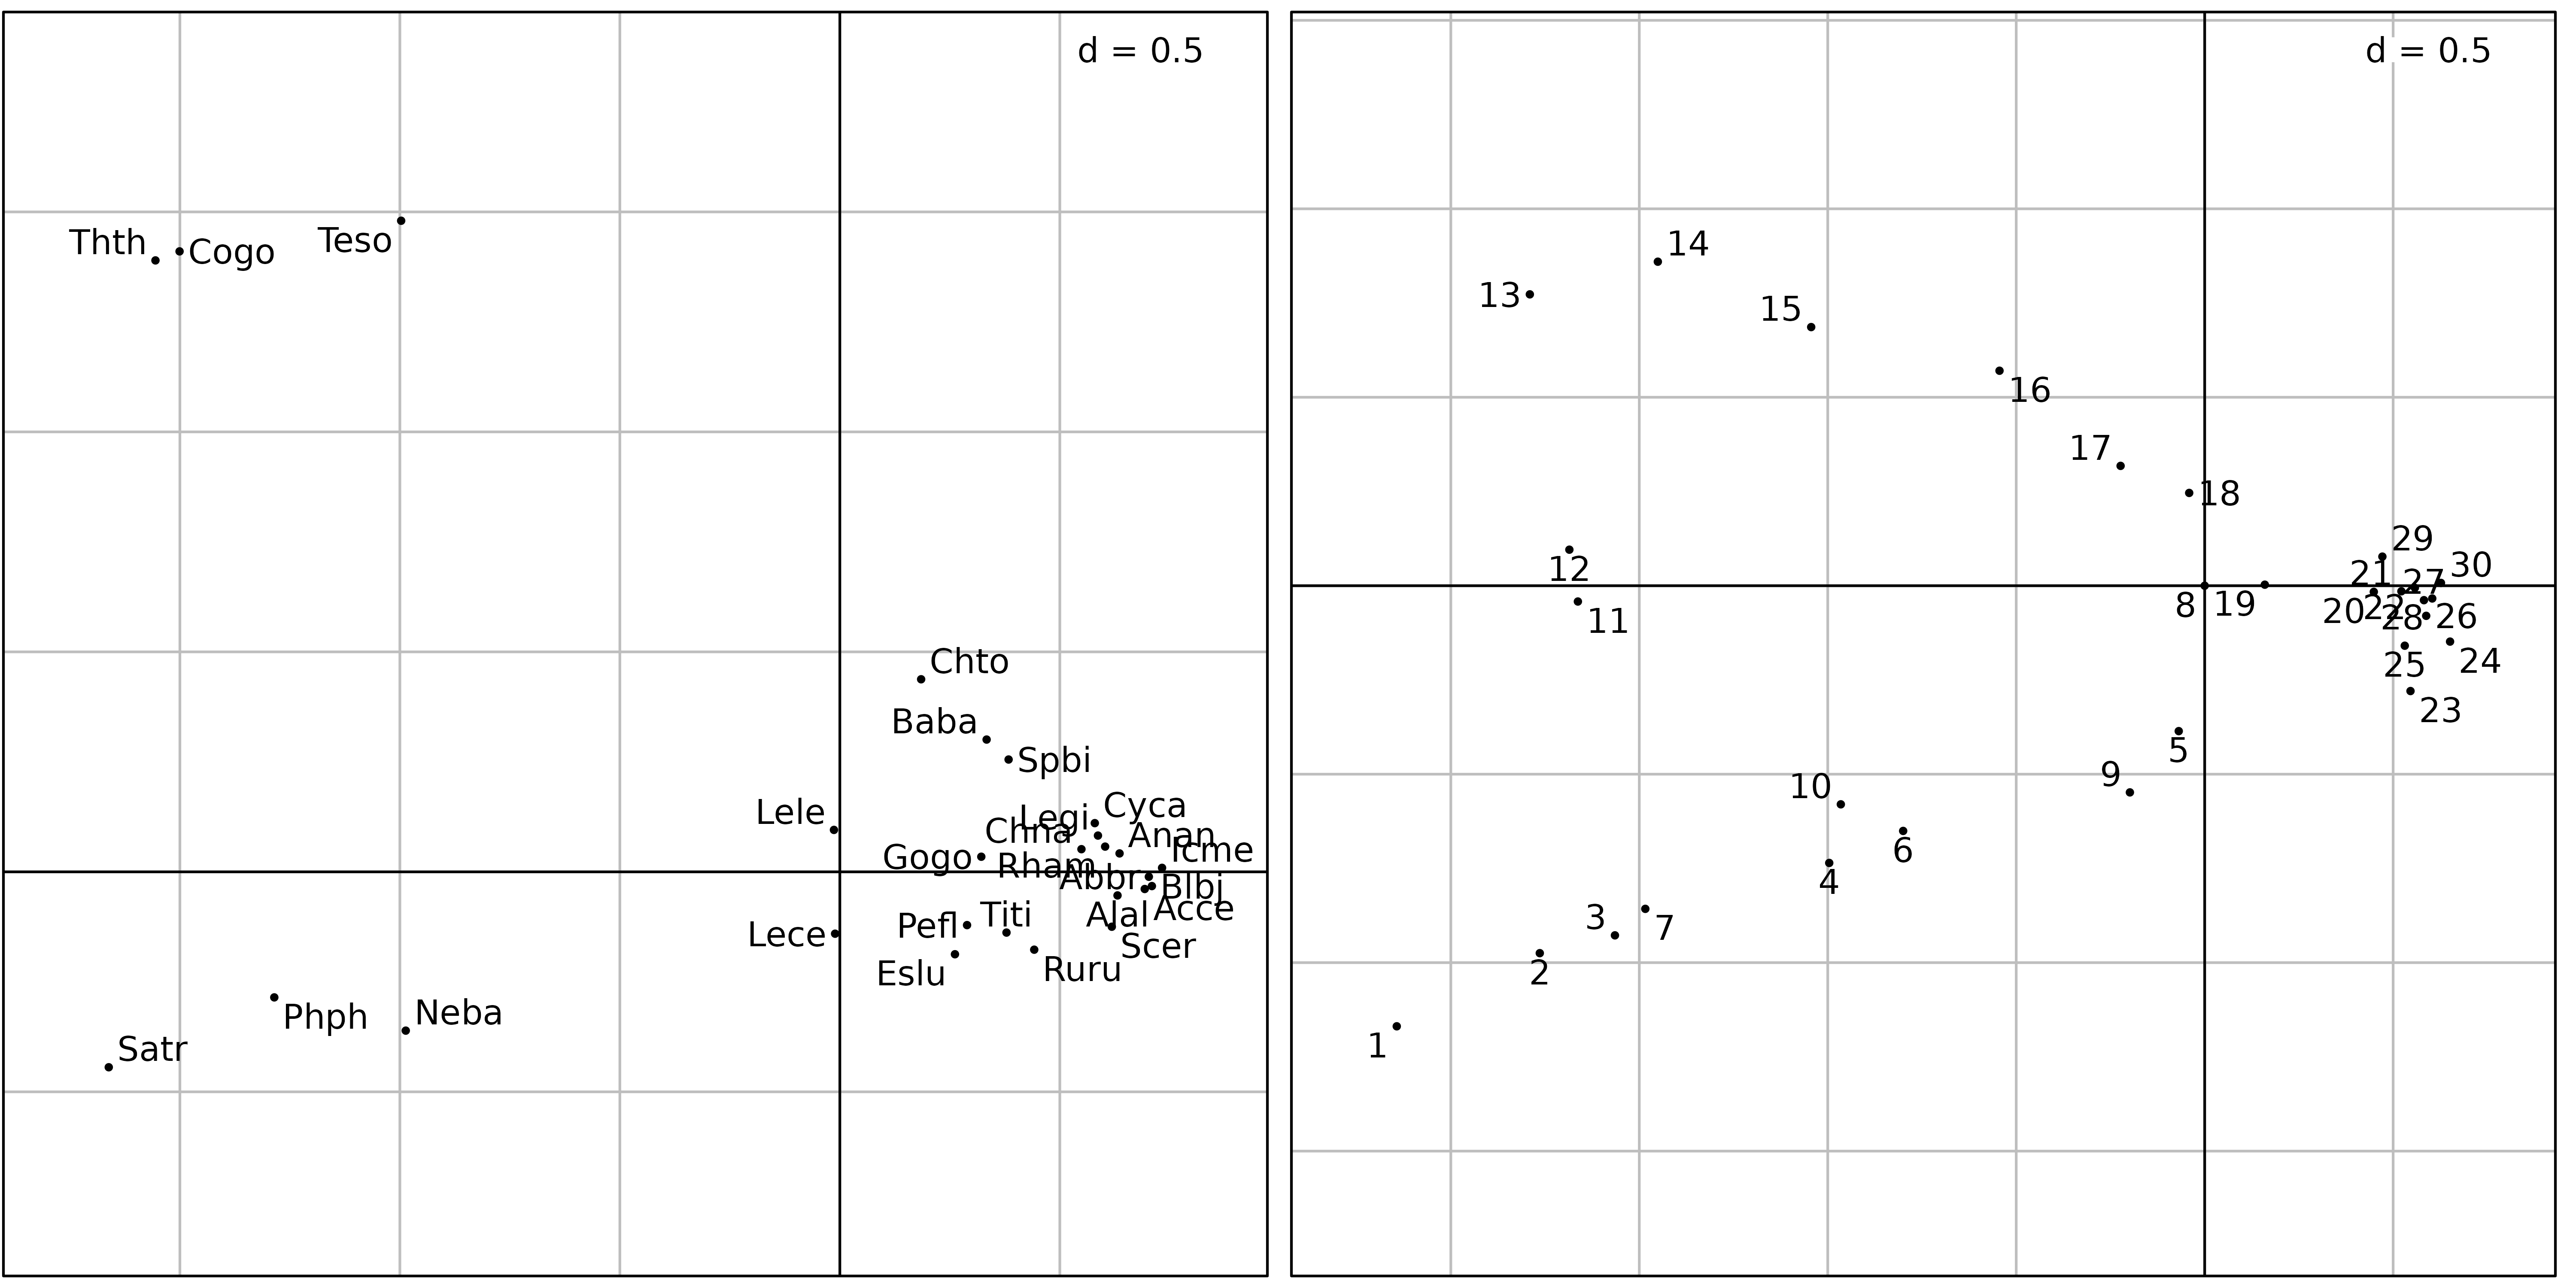 d = 0.5
Thth
Cogo
Teso
Chto
Baba
Spbi
Lele
Cyca
Legi
Chna
Anan
Icme
Gogo
Rham
Abbr
Blbj
Acce
Alal
Scer
Titi
Pefl
Lece
Eslu
Ruru
Phph
Neba
Satr
d = 0.5
14
13
15
16
17
18
12
11
29
30
21
27
8
19
20
22
28
26
25
24
23
5
9
10
6
4
3
7
2
1